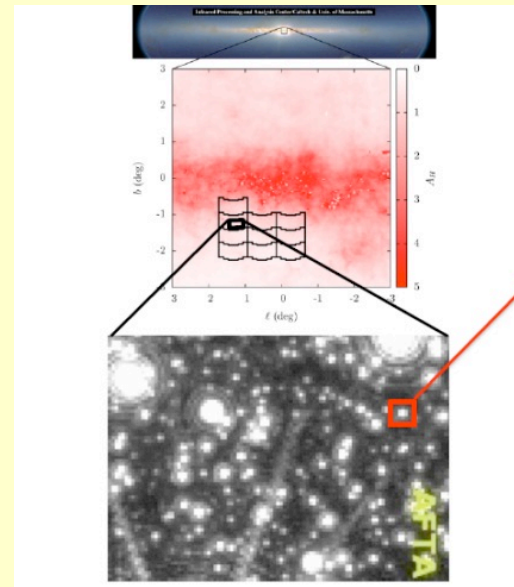 Infrared Processing and Analysis Center/Caltech & Univ. of Massachusetts
3
2
1
0
-1
-2
3 2 1 0 -1 -2 -3
b (deg)
ℓ (deg)
0
1
2
3
4
5
A_H
AFTA